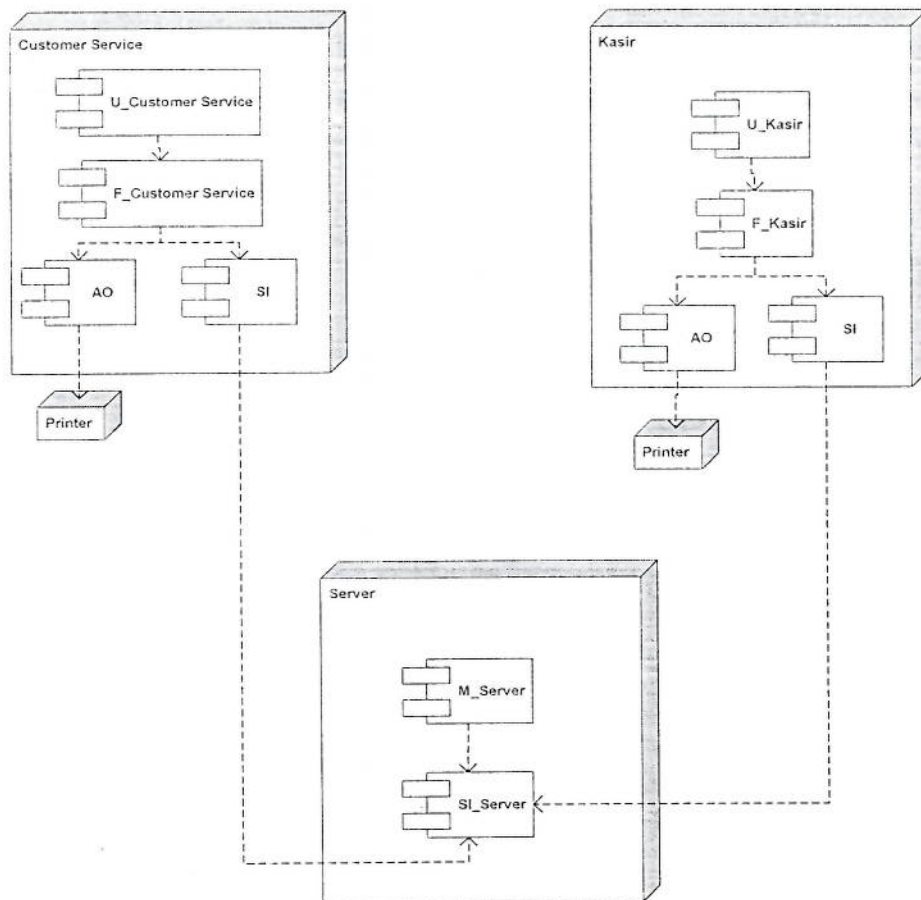 Customer Service
U_Customer Service
F_Customer Service
AO
SI
Printer
Kasir
U_Kasir
F_Kasir
AO
SI
Printer
Server
M_Server
SI_Server